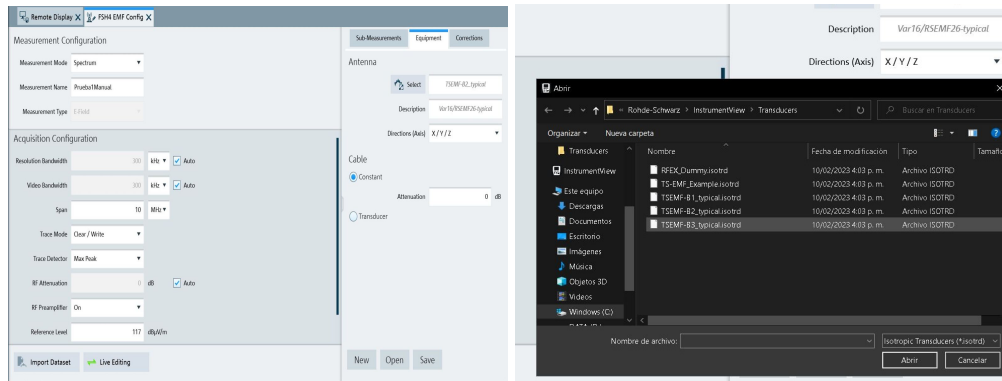 Remote Display X FSH4 EMF Config X
Measurement Configuration
Measurement Mode Spectrum
Measurement Name Prueba1Manual
Measurement Type E-Field
Acquisition Configuration
Resolution Bandwidth 300 kHz Auto
Video Bandwidth 300 kHz Auto
Span 10 MHz
Trace Mode Clear / Write
Trace Detector Max Peak
RF Attenuation 0 dB Auto
RF Preamplifier On
Reference Level 117 dBµV/m
Import Dataset Live Editing
Sub-Measurements Equipment Corrections
Antenna
Select TSEMF-B2_typical
Description Var16/RSEMF26-typical
Directions (Axis) X / Y / Z
Cable
Constant
Attenuation 0 dB
Transducer
New Open Save
Description Var16/RSEMF26-typical
Directions (Axis) X / Y / Z
Abrir
« Rohde-Schwarz > InstrumentView > Transducers Buscar en Transducers
Organizar Nueva carpeta
Transducers
InstrumentView
Este equipo
Descargas
Documentos
Escritorio
Imágenes
Música
Objetos 3D
Videos
Windows (C:)
Nombre Fecha de modificación Tipo Tamaño
RFEX_Dummy.isotrd 10/02/2023 4:03 p. m. Archivo ISOTRD
TS-EMF_Example.isotrd 10/02/2023 4:03 p. m. Archivo ISOTRD
TSEMF-B1_typical.isotrd 10/02/2023 4:03 p. m. Archivo ISOTRD
TSEMF-B2_typical.isotrd 10/02/2023 4:03 p. m. Archivo ISOTRD
TSEMF-B3_typical.isotrd 10/02/2023 4:03 p. m. Archivo ISOTRD
Nombre de archivo: Isotropic Transducers (*.isotrd)
Abrir Cancelar